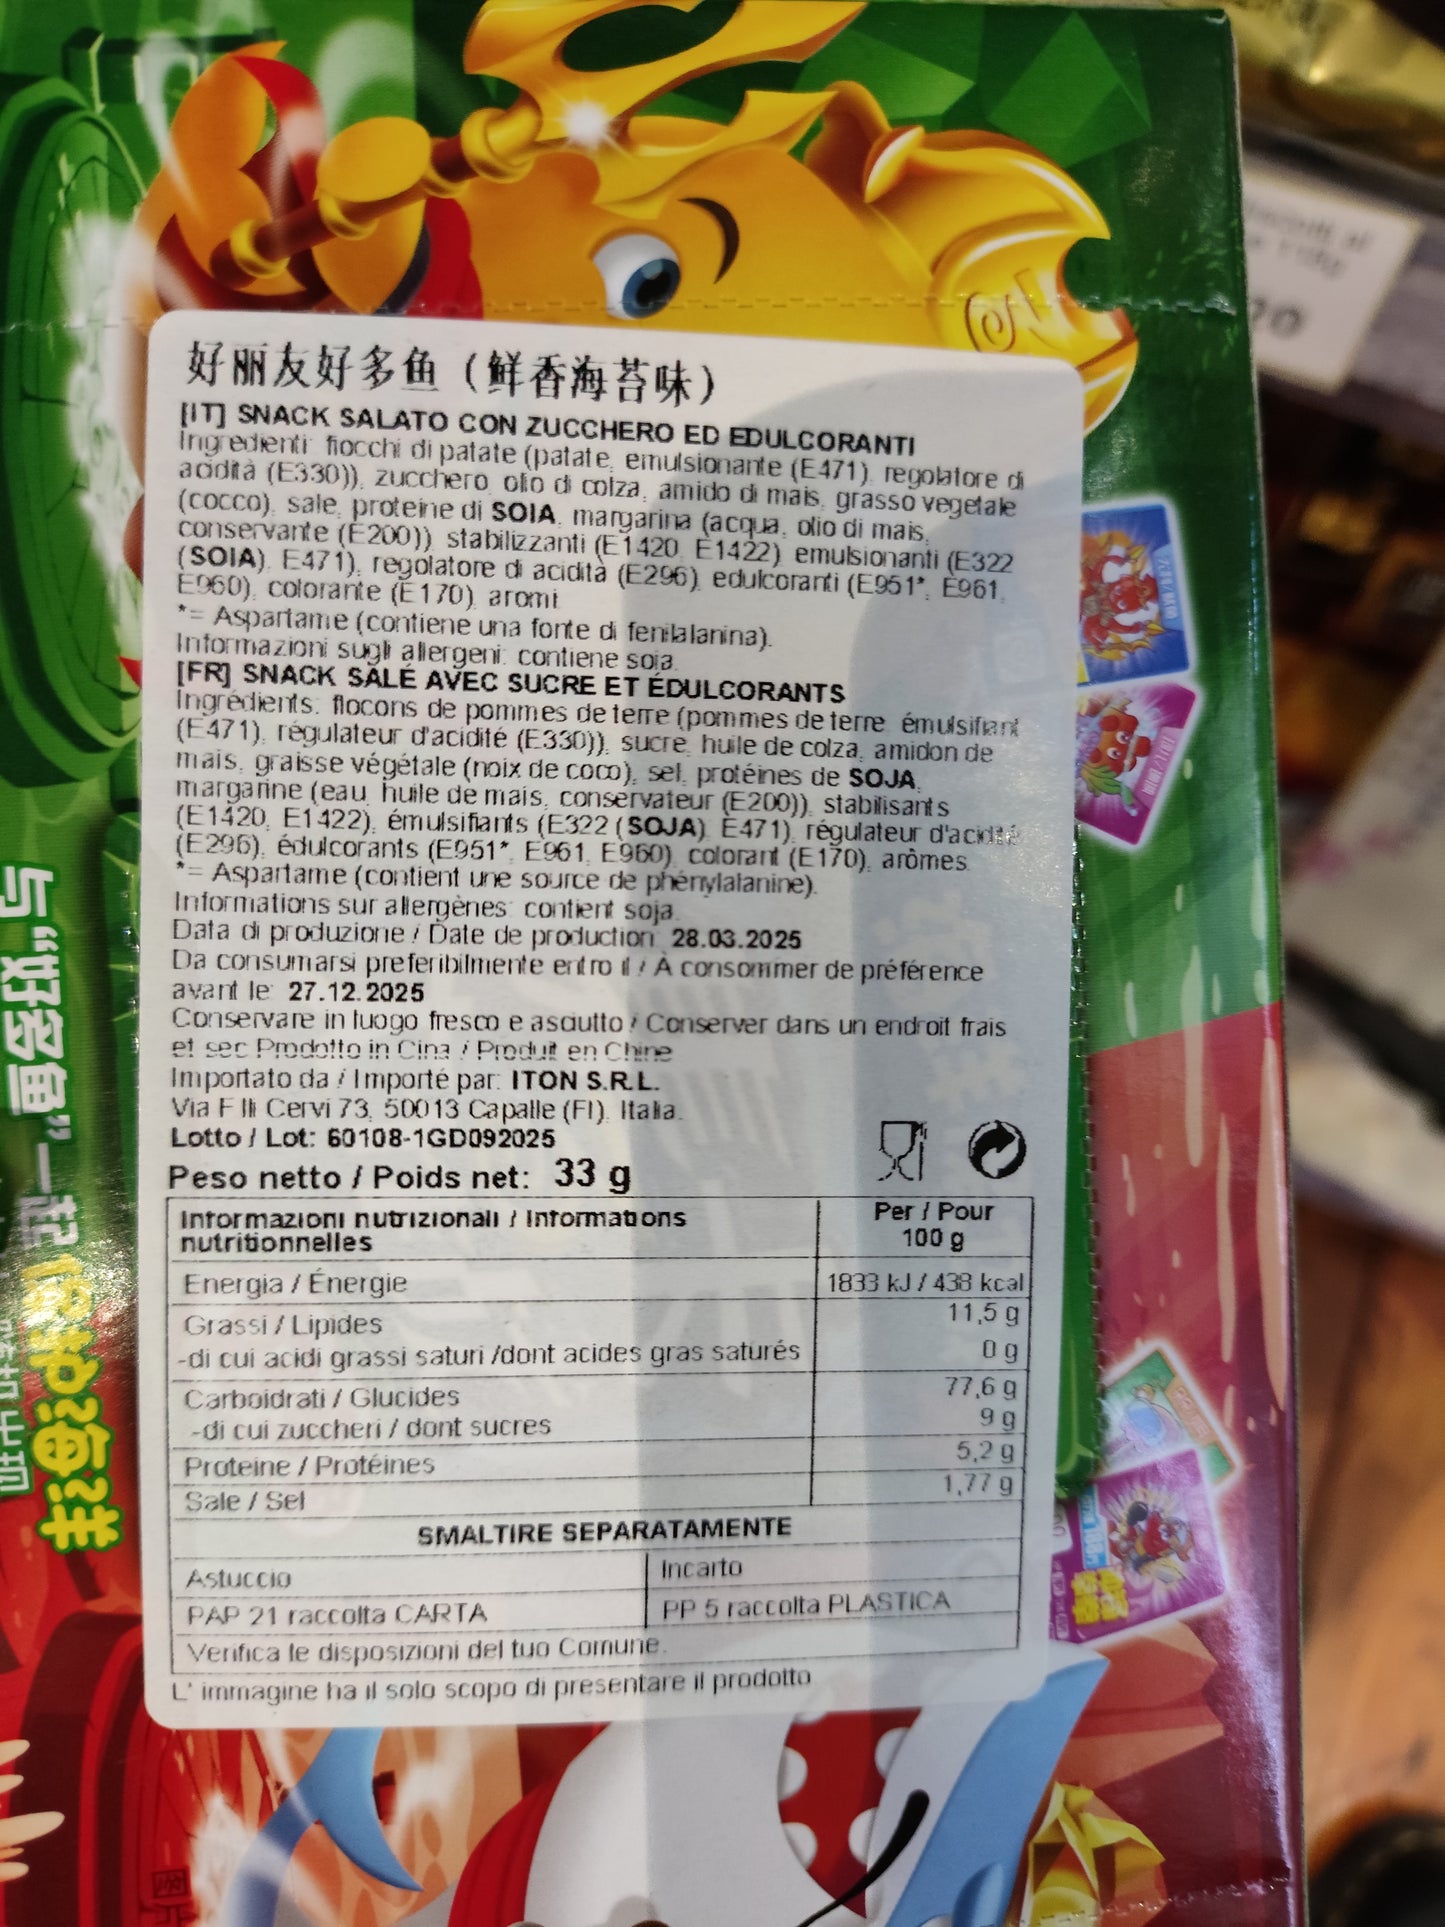 好丽友好多鱼（鲜香海苔味）
[IT] SNACK SALATO CON ZUCCHERO ED EDULCORANTI
Ingredienti: fiocchi di patate (patate, emulsionante (E471), regolatore di
acidità (E330)), zucchero, olio di colza, amido di mais, grasso vegetale
(cocco), sale, proteine di SOIA, margarina (acqua, olio di mais,
conservante (E200)), stabilizzanti (E1420, E1422), emulsionanti (E322
(SOIA), E471), regolatore di acidità (E296), edulcoranti (E951*, E961,
E960), colorante (E170), aromi.
*= Aspartame (contiene una fonte di fenilalanina).
Informazioni sugli allergeni: contiene soia.
[FR] SNACK SALÉ AVEC SUCRE ET ÉDULCORANTS
Ingrédients: flocons de pommes de terre (pommes de terre, émulsifiant
(E471), régulateur d'acidité (E330)), sucre, huile de colza, amidon de
maïs, graisse végétale (noix de coco), sel, protéines de SOJA,
margarine (eau, huile de maïs, conservateur (E200)), stabilisants
(E1420, E1422), émulsifiants (E322 (SOJA), E471), régulateur d'acidité
(E296), édulcorants (E951*, E961, E960), colorant (E170), arômes.
*= Aspartame (contient une source de phénylalanine).
Informations sur allergènes: contient soja.
Data di produzione / Date de production: 28.03.2025
Da consumarsi preferibilmente entro il / À consommer de préférence
avant le: 27.12.2025
Conservare in luogo fresco e asciutto / Conserver dans un endroit frais
et sec Prodotto in Cina / Produit en Chine
Importato da / Importé par: ITON S.R.L.
Via F.lli Cervi 73, 50013 Capalle (FI), Italia.
Lotto / Lot: 60108-1GD092025
Peso netto / Poids net: 33 g
Informazioni nutrizionali / Informations nutritionnelles Per / Pour 100 g
Energia / Énergie 1833 kJ / 438 kcal
Grassi / Lipides 11,5 g
-di cui acidi grassi saturi /dont acides gras saturés 0 g
Carboidrati / Glucides 77,6 g
-di cui zuccheri / dont sucres 9 g
Proteine / Protéines 5,2 g
Sale / Sel 1,77 g
SMALTIRE SEPARATAMENTE
Astuccio Incarto
PAP 21 raccolta CARTA PP 5 raccolta PLASTICA
Verifica le disposizioni del tuo Comune.
L' immagine ha il solo scopo di presentare il prodotto